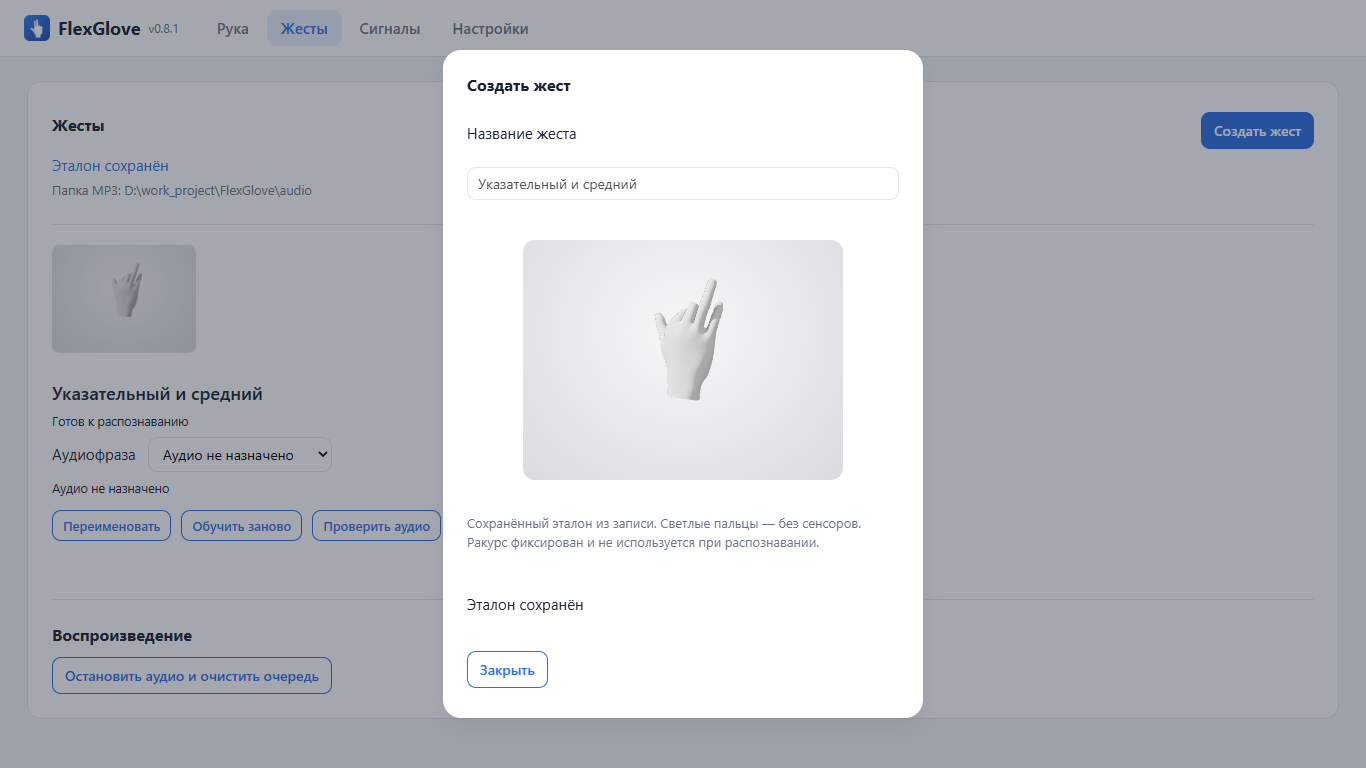 FlexGlove v0.8.1 Рука Жесты Сигналы Настройки
Жесты
Создать жест
Эталон сохранён
Папка MP3: D:\work_project\FlexGlove\audio
Указательный и средний
Готов к распознаванию
Аудиофраза Аудио не назначено
Аудио не назначено
Переименовать Обучить заново Проверить аудио
Воспроизведение
Остановить аудио и очистить очередь
Создать жест
Название жеста
Указательный и средний
Сохранённый эталон из записи. Светлые пальцы — без сенсоров.
Ракурс фиксирован и не используется при распознавании.
Эталон сохранён
Закрыть